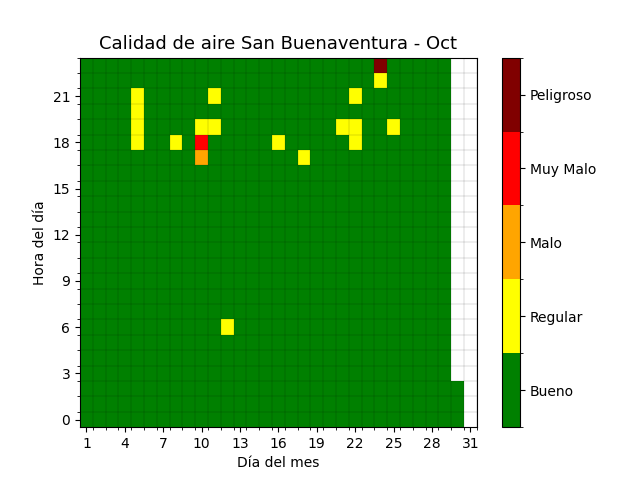 Calidad de aire San Buenaventura - Oct
21
18
15
12
9
6
3
0
Hora del día
1 4 7 10 13 16 19 22 25 28 31
Día del mes
Peligroso
Muy Malo
Malo
Regular
Bueno